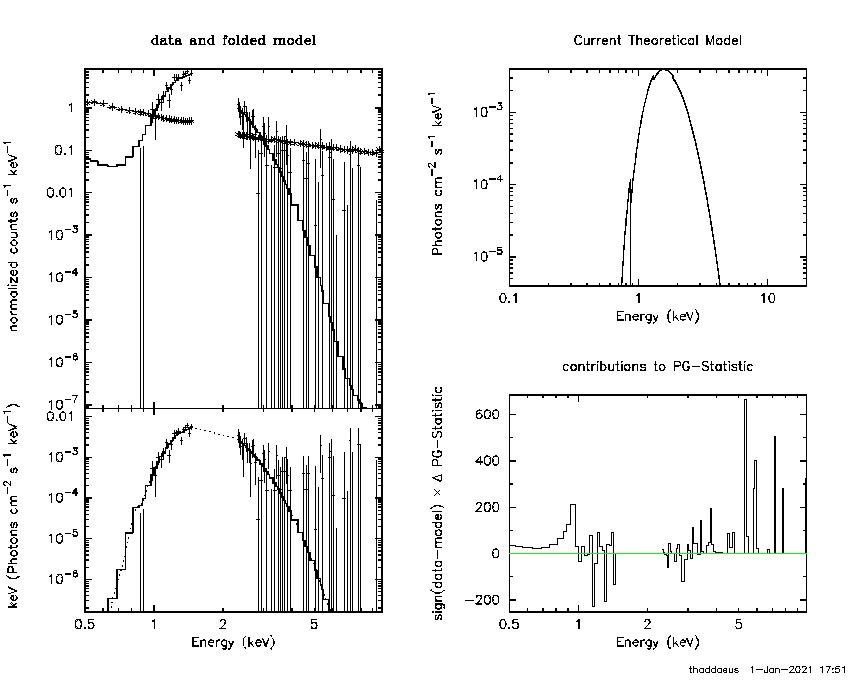 data and folded model
normalized counts s−1 keV−1
1
0.1
0.01
10−3
10−4
10−5
10−6
10−7
keV (Photons cm−2 s−1 keV−1)
0.01
10−3
10−4
10−5
10−6
0.5 1 2 5
Energy (keV)
Current Theoretical Model
Photons cm−2 s−1 keV−1
10−3
10−4
10−5
0.1 1 10
Energy (keV)
contributions to PG−Statistic
sign(data−model) × Δ PG−Statistic
600
400
200
0
−200
0.5 1 2 5
Energy (keV)
thaddaeus 1−Jan−2021 17:51